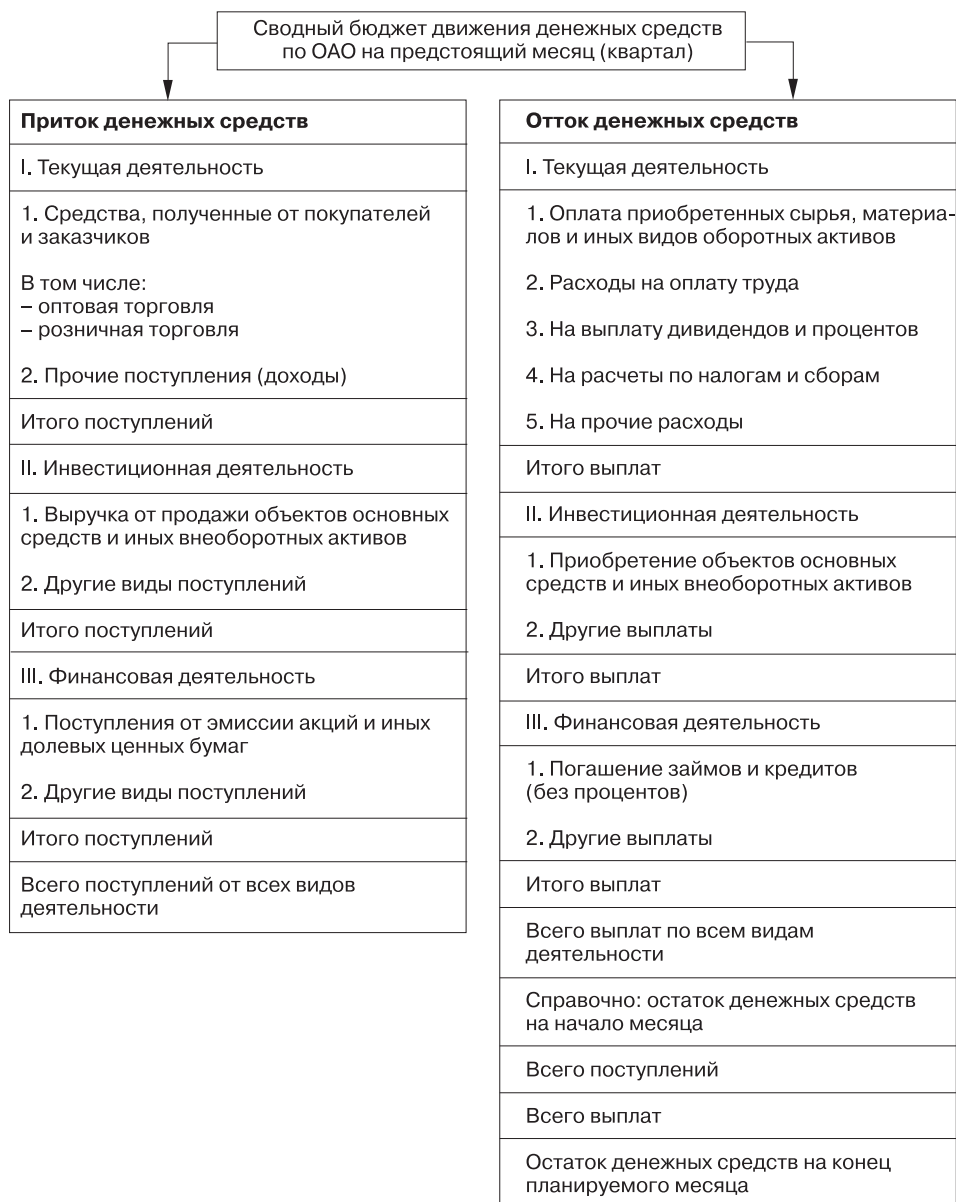 Сводный бюджет движения денежных средств
по ОАО на предстоящий месяц (квартал)
Приток денежных средств
I. Текущая деятельность
1. Средства, полученные от покупателей
и заказчиков
В том числе:
– оптовая торговля
– розничная торговля
2. Прочие поступления (доходы)
Итого поступлений
II. Инвестиционная деятельность
1. Выручка от продажи объектов основных
средств и иных внеоборотных активов
2. Другие виды поступлений
Итого поступлений
III. Финансовая деятельность
1. Поступления от эмиссии акций и иных
долевых ценных бумаг
2. Другие виды поступлений
Итого поступлений
Всего поступлений от всех видов
деятельности
Отток денежных средств
I. Текущая деятельность
1. Оплата приобретенных сырья, материа-
лов и иных видов оборотных активов
2. Расходы на оплату труда
3. На выплату дивидендов и процентов
4. На расчеты по налогам и сборам
5. На прочие расходы
Итого выплат
II. Инвестиционная деятельность
1. Приобретение объектов основных
средств и иных внеоборотных активов
2. Другие выплаты
Итого выплат
III. Финансовая деятельность
1. Погашение займов и кредитов
(без процентов)
2. Другие выплаты
Итого выплат
Всего выплат по всем видам
деятельности
Справочно: остаток денежных средств
на начало месяца
Всего поступлений
Всего выплат
Остаток денежных средств на конец
планируемого месяца